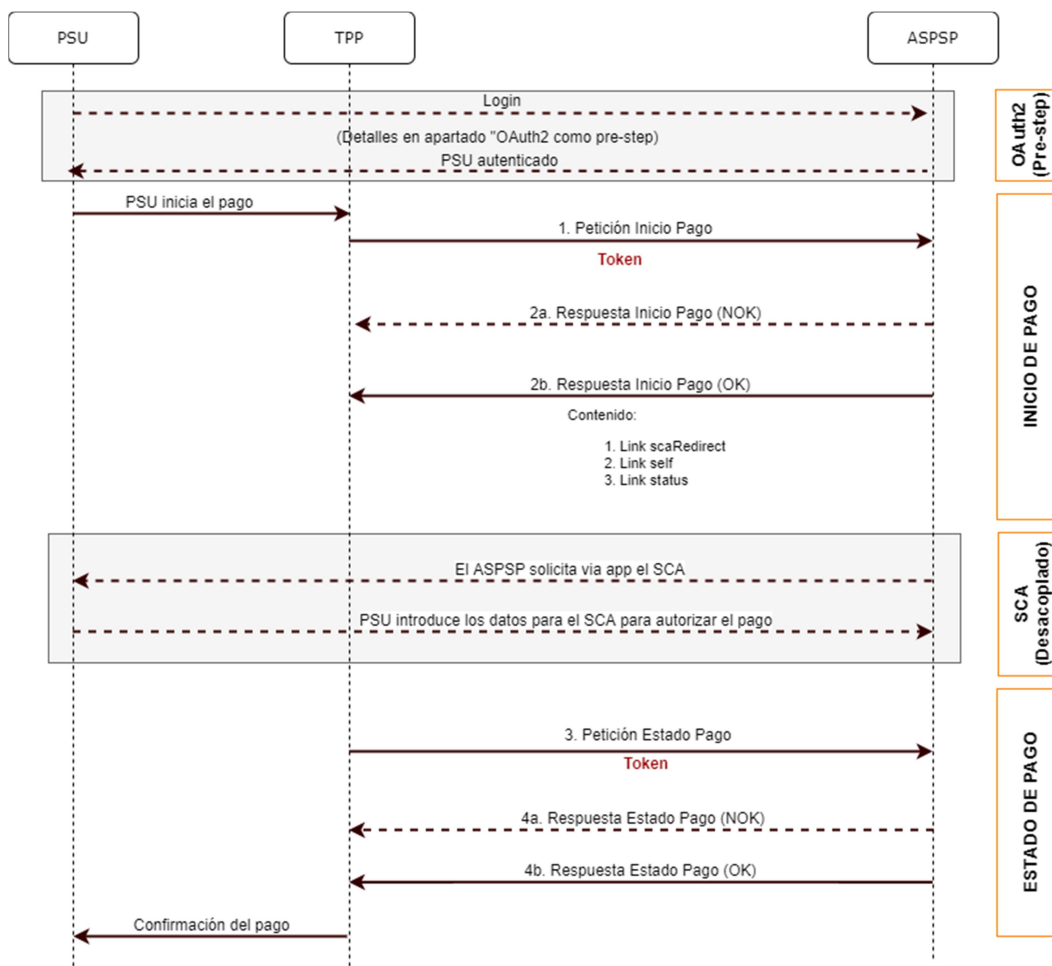 PSU
TPP
ASPSP
Login
(Detalles en apartado "OAuth2 como pre-step)
PSU autenticado
OAuth2
(Pre-step)
PSU inicia el pago
1. Petición Inicio Pago
Token
2a. Respuesta Inicio Pago (NOK)
2b. Respuesta Inicio Pago (OK)
Contenido:
1. Link scaRedirect
2. Link self
3. Link status
INICIO DE PAGO
El ASPSP solicita via app el SCA
PSU introduce los datos para el SCA para autorizar el pago
SCA
(Desacoplado)
3. Petición Estado Pago
Token
4a. Respuesta Estado Pago (NOK)
4b. Respuesta Estado Pago (OK)
Confirmación del pago
ESTADO DE PAGO